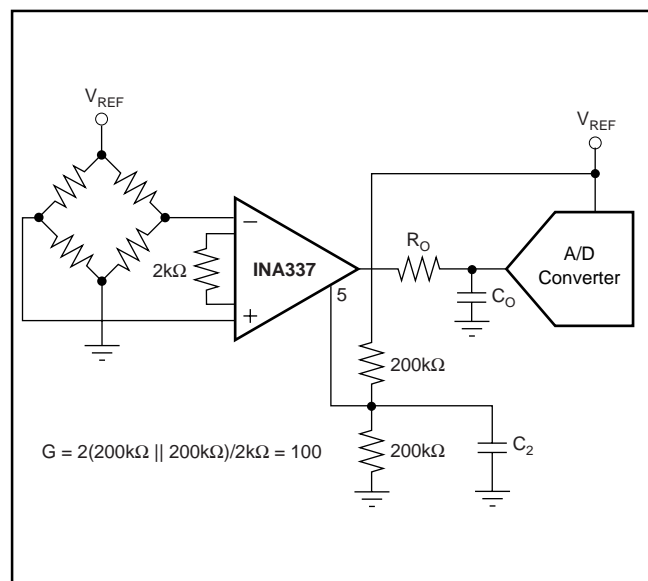 V_REF
V_REF
A/D
Converter
R_O
−
2kΩ
INA337
+
5
C_O
200kΩ
G = 2(200kΩ || 200kΩ)/2kΩ = 100
200kΩ
C_2